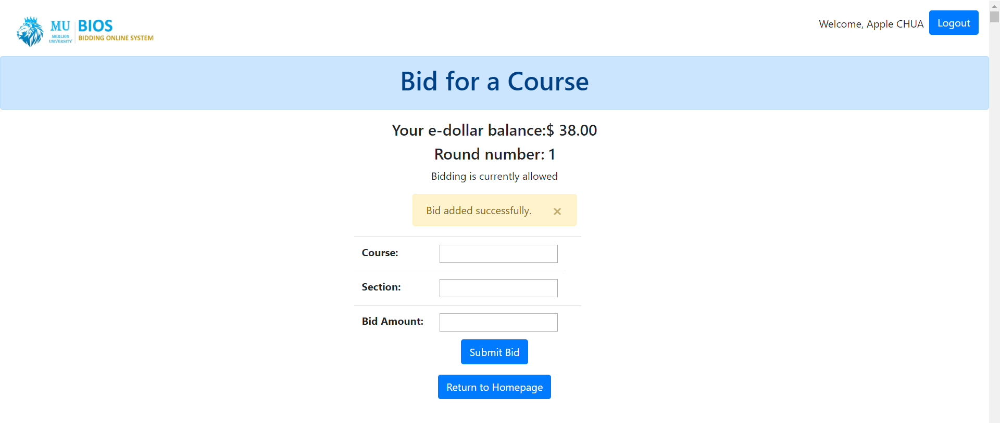 MU
MERLION
UNIVERSITY
BIOS
BIDDING ONLINE SYSTEM
Welcome, Apple CHUA
Logout
Bid for a Course
Your e-dollar balance:$ 38.00
Round number: 1
Bidding is currently allowed
Bid added successfully. ×
Course:
Section:
Bid Amount:
Submit Bid
Return to Homepage